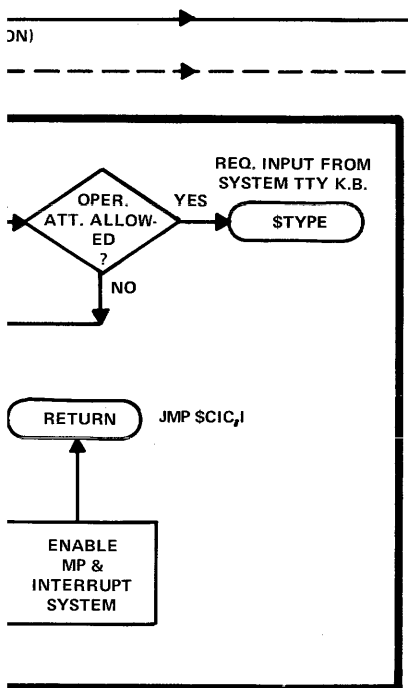 ON)
REQ. INPUT FROM
SYSTEM TTY K.B.
OPER.
ATT. ALLOW-
ED
?
YES
$TYPE
NO
RETURN
JMP $CIC,I
ENABLE
MP &
INTERRUPT
SYSTEM